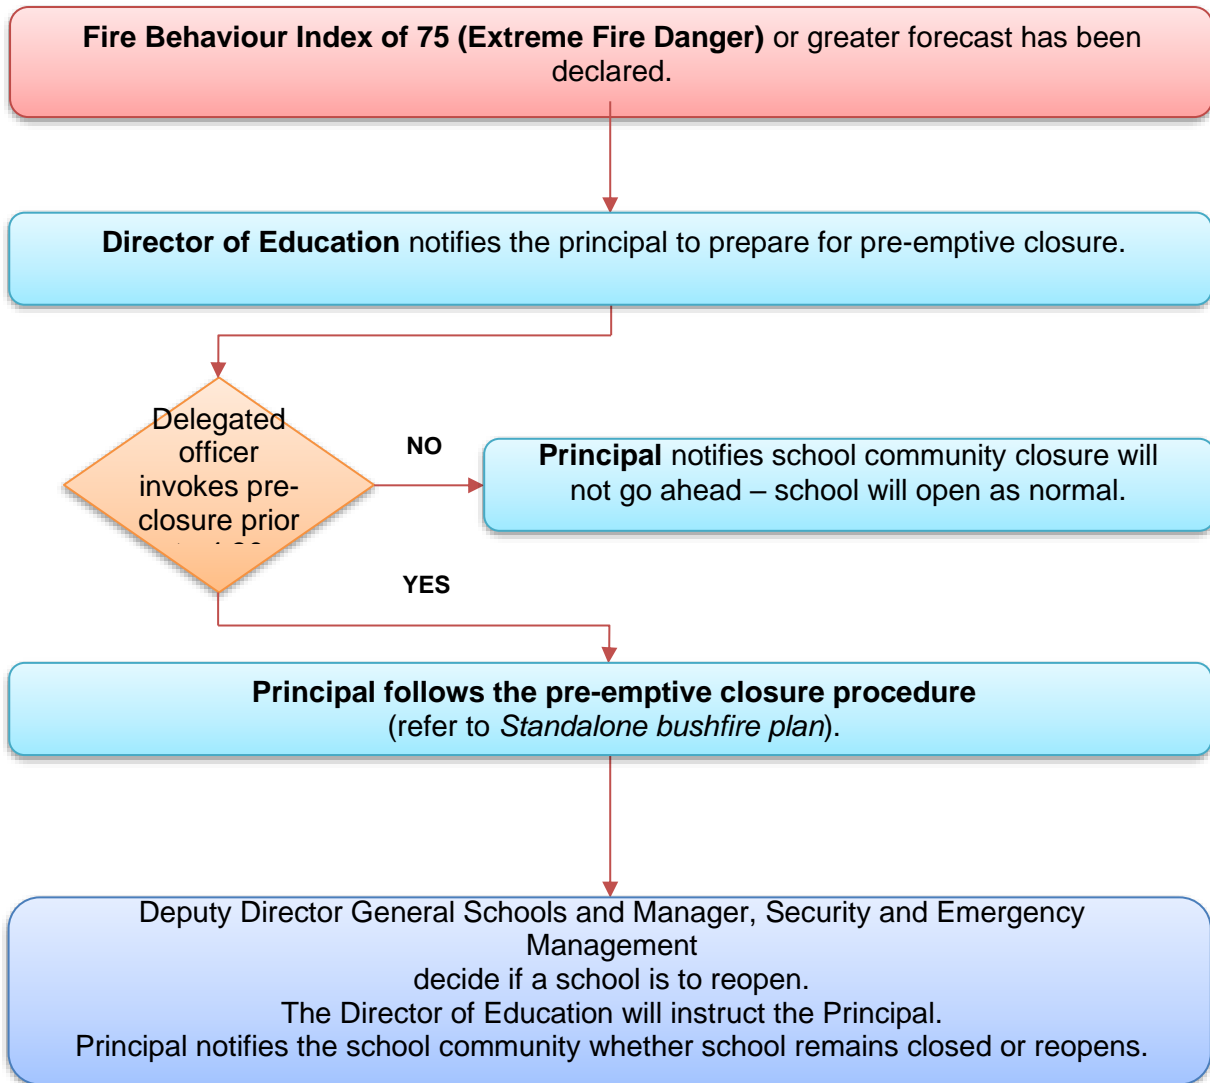 Fire Behaviour Index of 75 (Extreme Fire Danger) or greater forecast has been
declared.
Director of Education notifies the principal to prepare for pre-emptive closure.
Delegated
officer
invokes pre-
closure prior
NO
Principal notifies school community closure will
not go ahead – school will open as normal.
YES
Principal follows the pre-emptive closure procedure
(refer to Standalone bushfire plan).
Deputy Director General Schools and Manager, Security and Emergency
Management
decide if a school is to reopen.
The Director of Education will instruct the Principal.
Principal notifies the school community whether school remains closed or reopens.